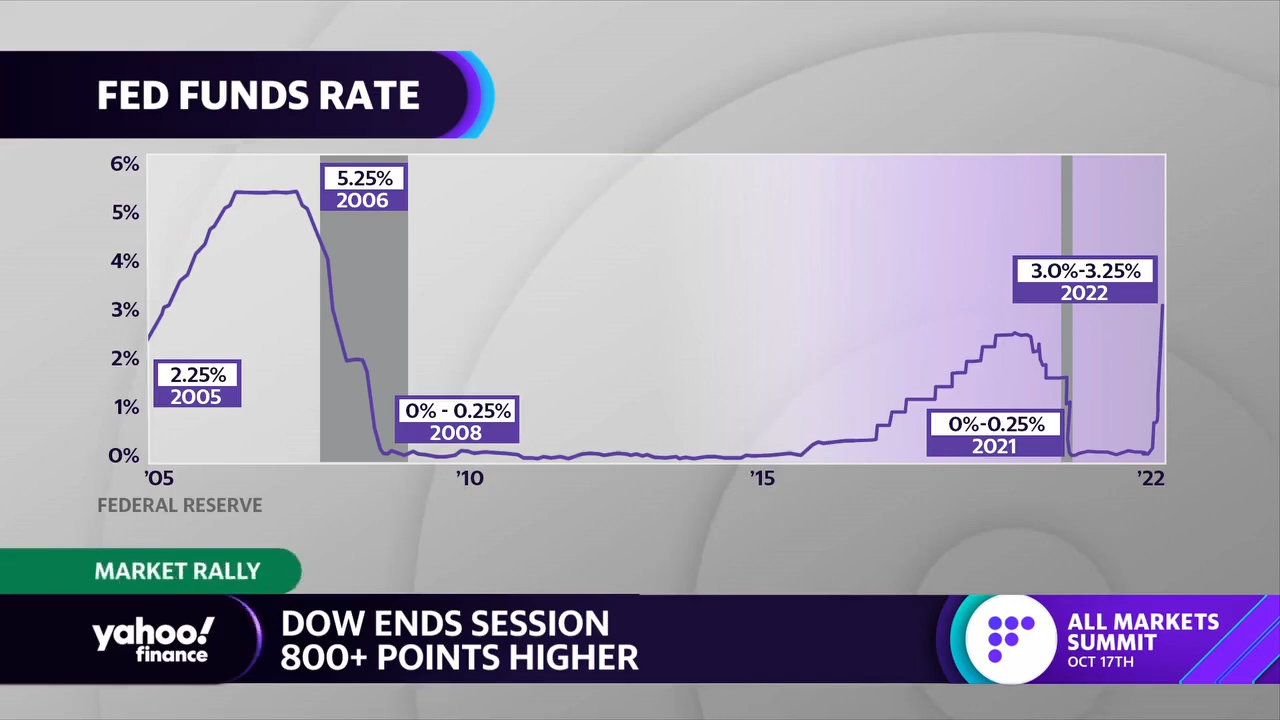 FED FUNDS RATE
6%
5%
4%
3%
2%
1%
0%
5.25%
2006
3.0%-3.25%
2022
2.25%
2005
0% - 0.25%
2008
0%-0.25%
2021
'05
'10
'15
'22
FEDERAL RESERVE
MARKET RALLY
yahoo!
finance
DOW ENDS SESSION
800+ POINTS HIGHER
ALL MARKETS
SUMMIT
OCT 17TH